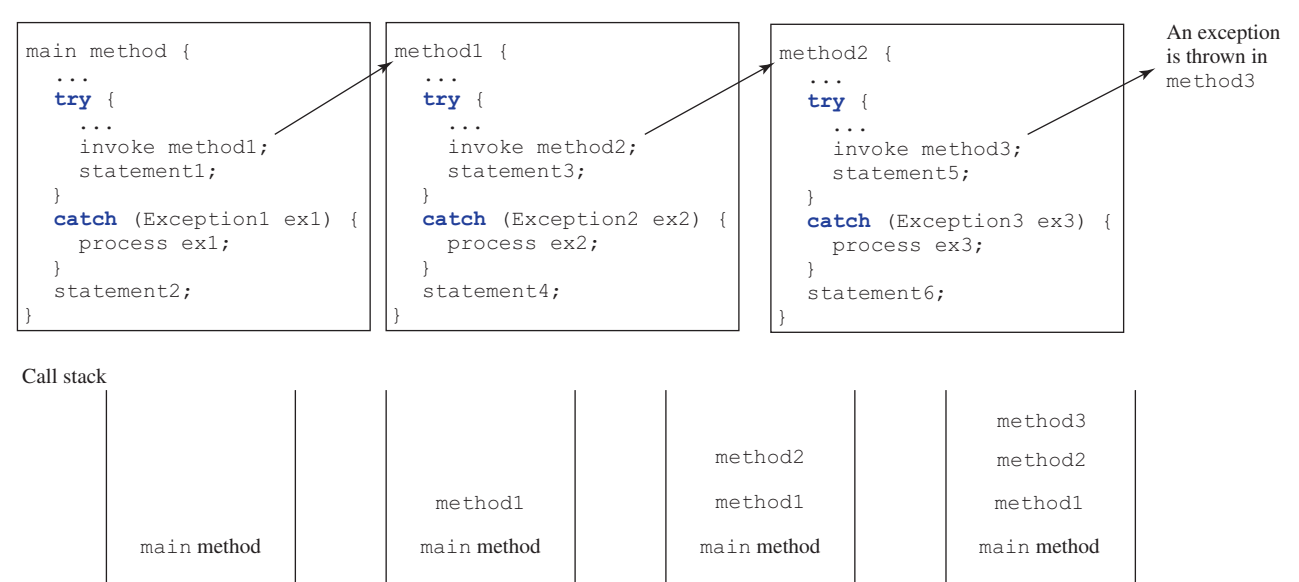 main method {
...
try {
...
invoke method1;
statement1;
}
catch (Exception1 ex1) {
process ex1;
}
statement2;
}
method1 {
...
try {
...
invoke method2;
statement3;
}
catch (Exception2 ex2) {
process ex2;
}
statement4;
}
method2 {
...
try {
...
invoke method3;
statement5;
}
catch (Exception3 ex3) {
process ex3;
}
statement6;
}
An exception
is thrown in
method3
Call stack
main method
method1
main method
method2
method1
main method
method3
method2
method1
main method